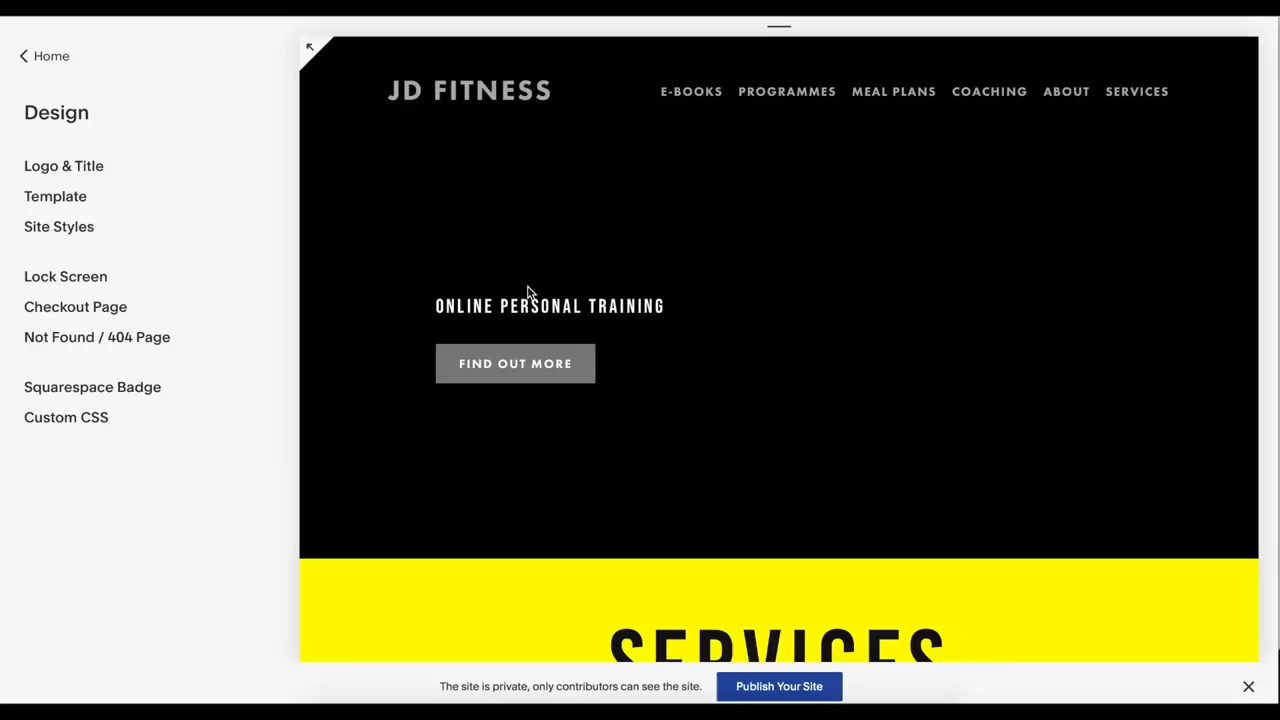 Home
Design
Logo & Title
Template
Site Styles
Lock Screen
Checkout Page
Not Found / 404 Page
Squarespace Badge
Custom CSS
JD FITNESS
E-BOOKS PROGRAMMES MEAL PLANS COACHING ABOUT SERVICES
ONLINE PERSONAL TRAINING
FIND OUT MORE
SERVICES
The site is private, only contributors can see the site. Publish Your Site